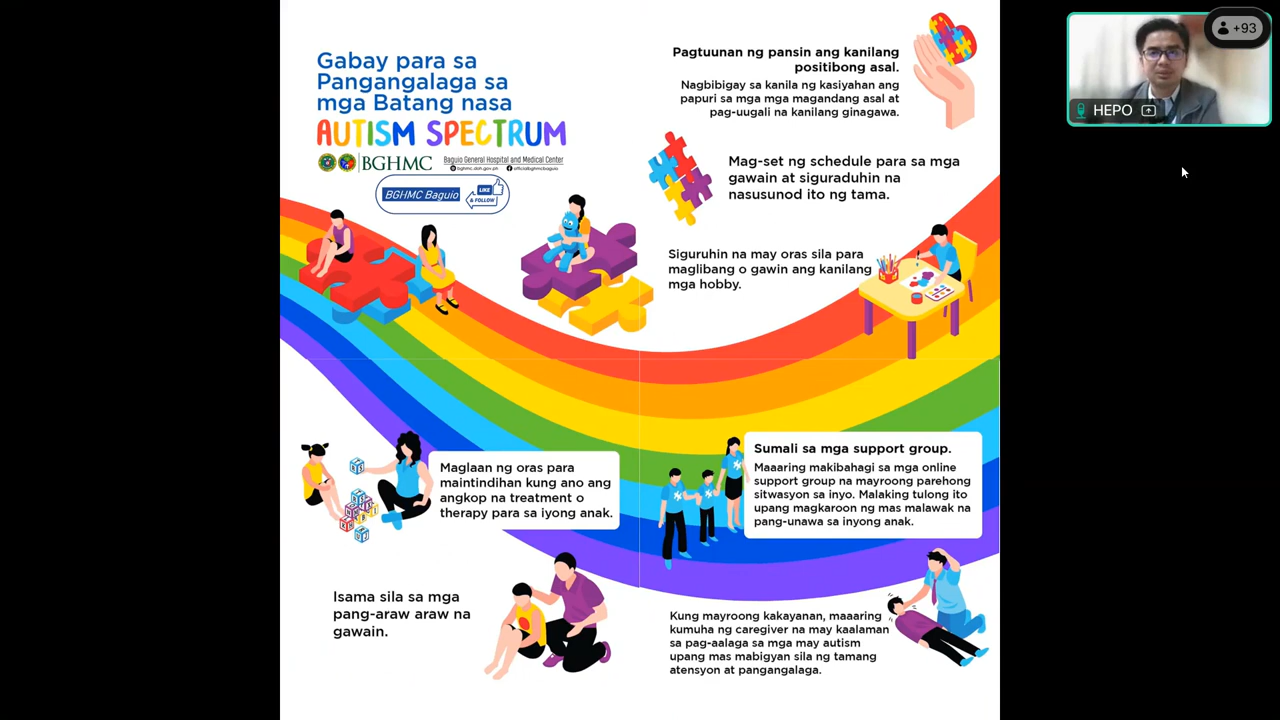 Gabay para sa
Pangangalaga sa
mga Batang nasa
AUTISM SPECTRUM
BGHMC
Baguio General Hospital and Medical Center
bghmc.doh.gov.ph
officialbghmcbaguio
BGHMC Baguio
LIKE
& FOLLOW
Pagtuunan ng pansin ang kanilang
positibong asal.
Nagbibigay sa kanila ng kasiyahan ang
papuri sa mga mga magandang asal at
pag-uugali na kanilang ginagawa.
Mag-set ng schedule para sa mga
gawain at siguraduhin na
nasusunod ito ng tama.
Siguruhin na may oras sila para
maglibang o gawin ang kanilang
mga hobby.
Maglaan ng oras para
maintindihan kung ano ang
angkop na treatment o
therapy para sa iyong anak.
Sumali sa mga support group.
Maaaring makibahagi sa mga online
support group na mayroong parehong
sitwasyon sa inyo. Malaking tulong ito
upang magkaroon ng mas malawak na
pang-unawa sa inyong anak.
Isama sila sa mga
pang-araw araw na
gawain.
Kung mayroong kakayanan, maaaring
kumuha ng caregiver na may kaalaman
sa pag-aalaga sa mga may autism
upang mas mabigyan sila ng tamang
atensyon at pangangalaga.
+93
HEPO